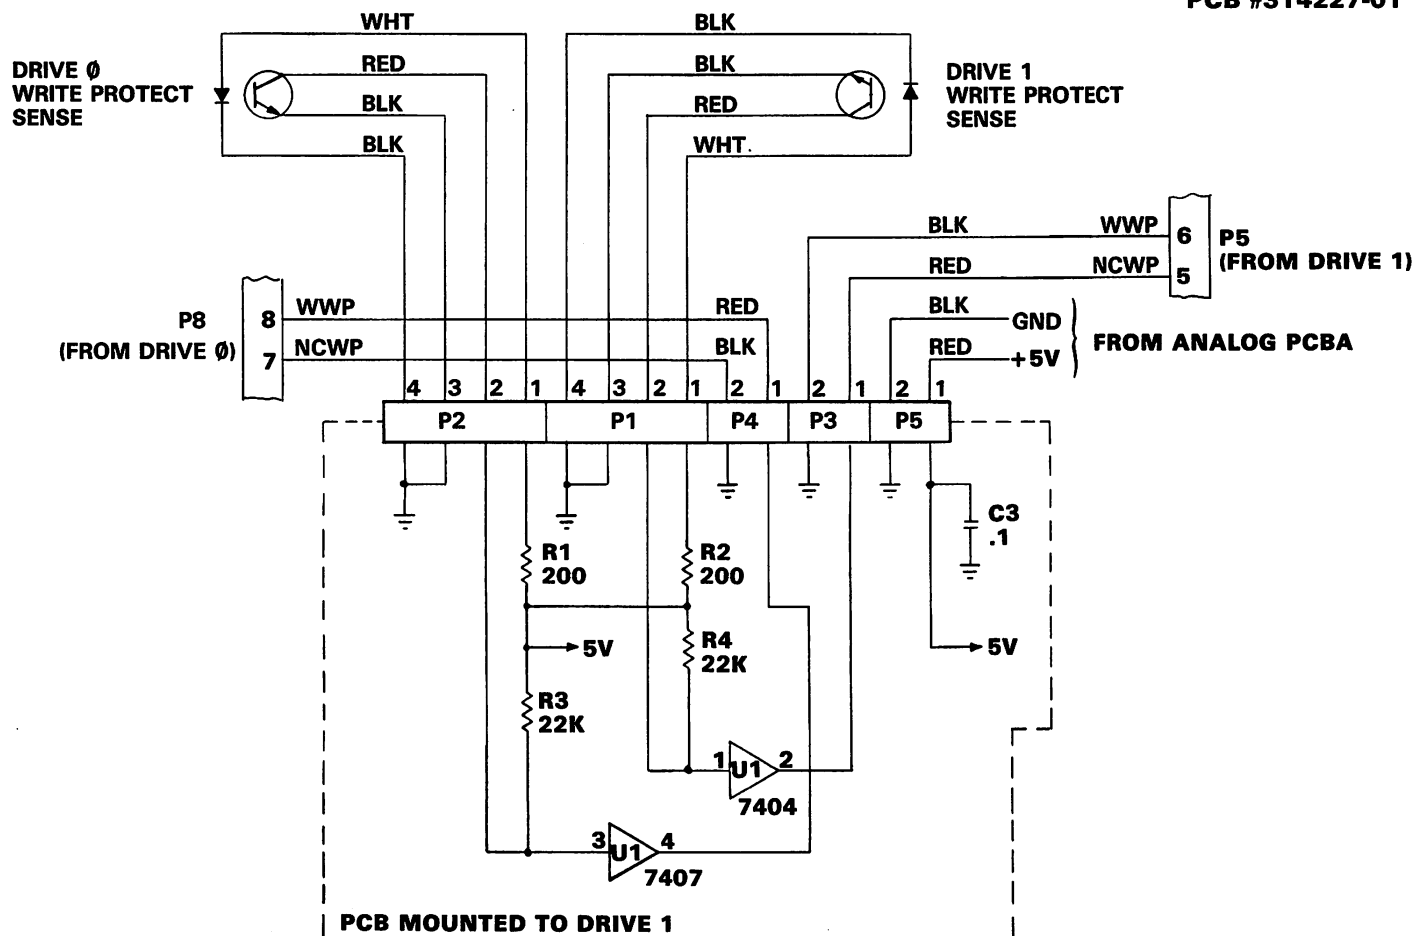 PCB #314227-01
WHT
BLK
DRIVE Ø
WRITE PROTECT
SENSE
RED
BLK
BLK
BLK
RED
WHT.
DRIVE 1
WRITE PROTECT
SENSE
BLK
WWP
6
RED
NCWP
5
P5
(FROM DRIVE 1)
P8
(FROM DRIVE Ø)
8
WWP
RED
7
NCWP
BLK
BLK
GND
RED
+5V
FROM ANALOG PCBA
4 3 2 1 4 3 2 1 2 1 2 1 2 1
P2 P1 P4 P3 P5
C3
.1
R1
200
R2
200
5V
R4
22K
5V
R3
22K
1 U1 2
7404
3 U1 4
7407
PCB MOUNTED TO DRIVE 1